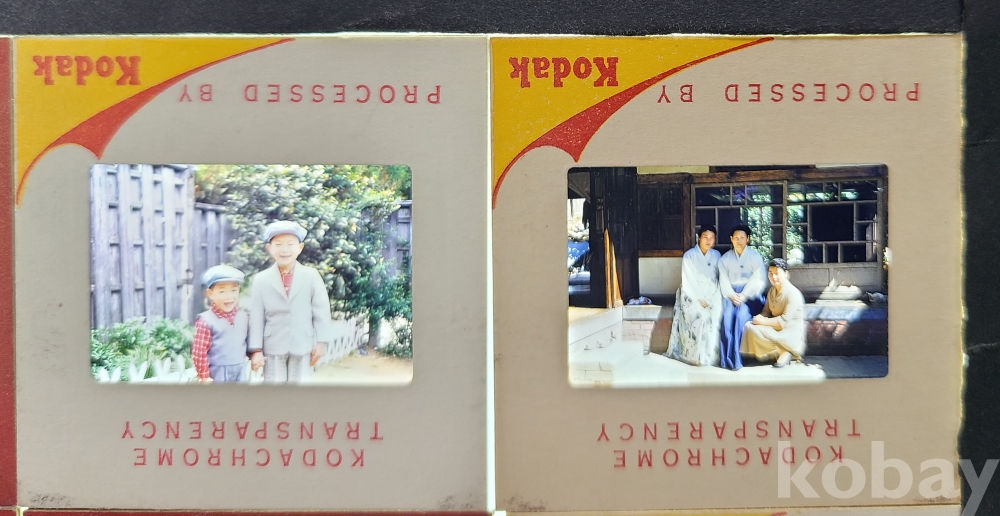 Kodak
PROCESSED BY
KODACHROME
TRANSPARENCY
Kodak
PROCESSED BY
KODACHROME
TRANSPARENCY
kobay